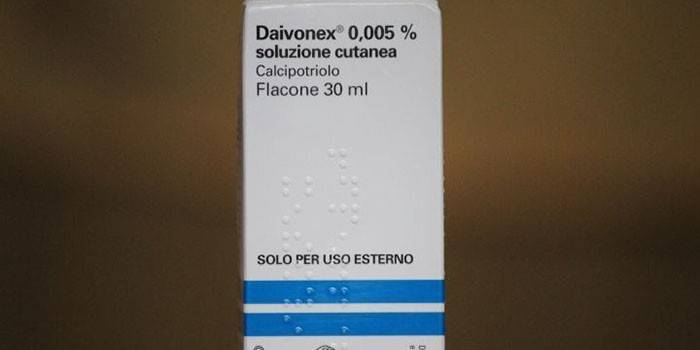 Daivonex® 0,005 %
soluzione cutanea
Calcipotriolo
Flacone 30 ml
SOLO PER USO ESTERNO